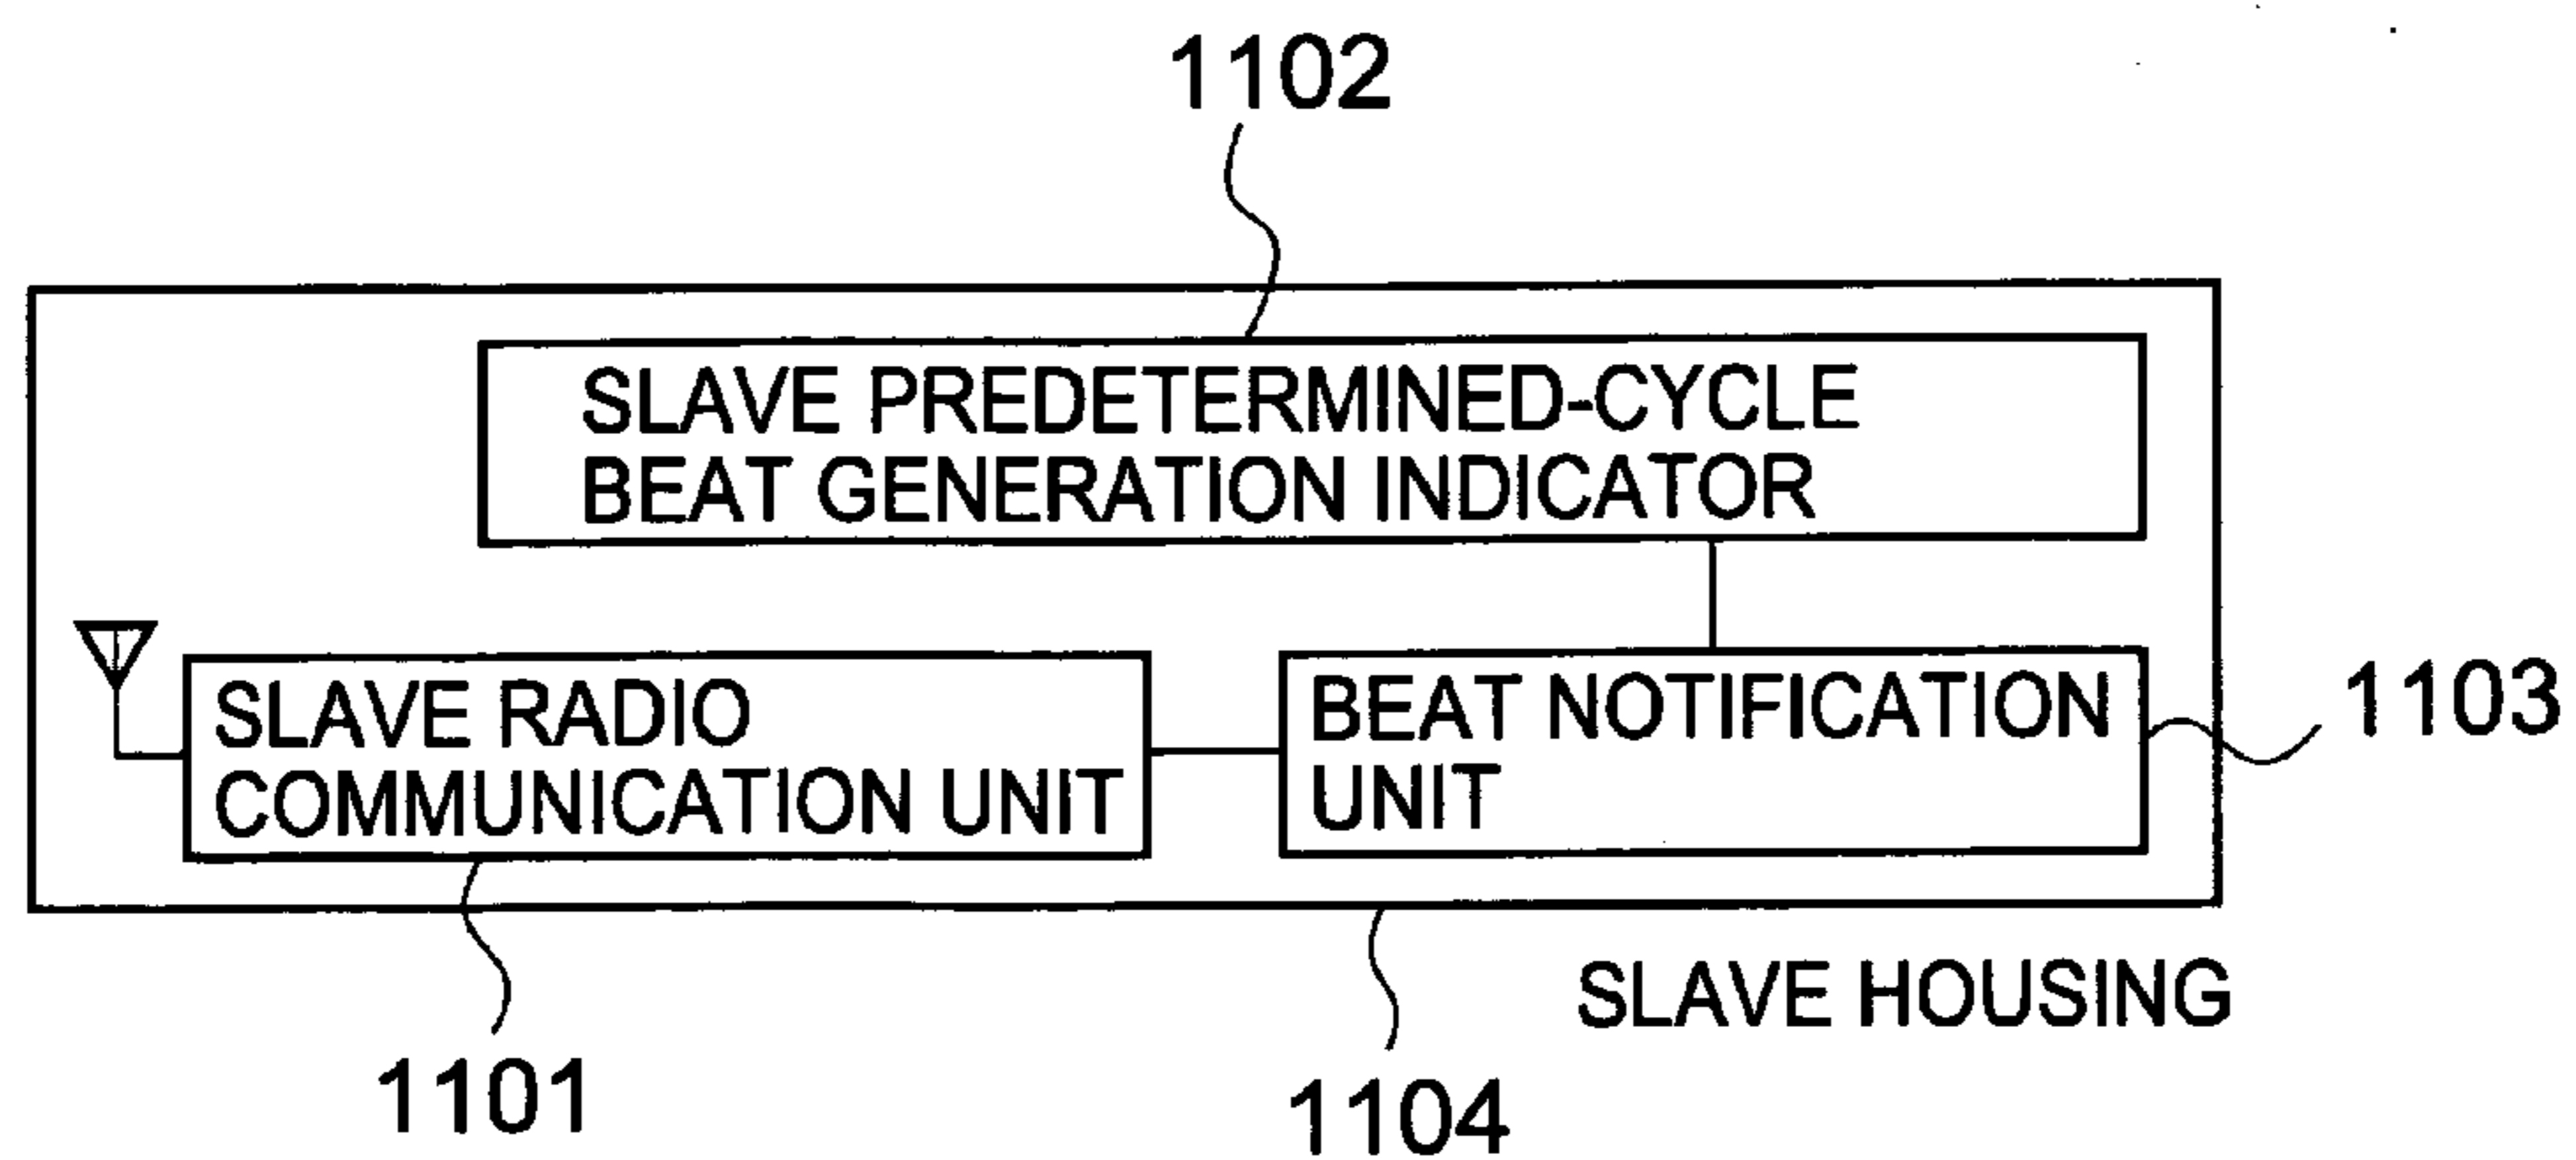 1102
SLAVE PREDETERMINED-CYCLE
BEAT GENERATION INDICATOR
SLAVE RADIO
COMMUNICATION UNIT
BEAT NOTIFICATION
UNIT
1103
SLAVE HOUSING
1101
1104